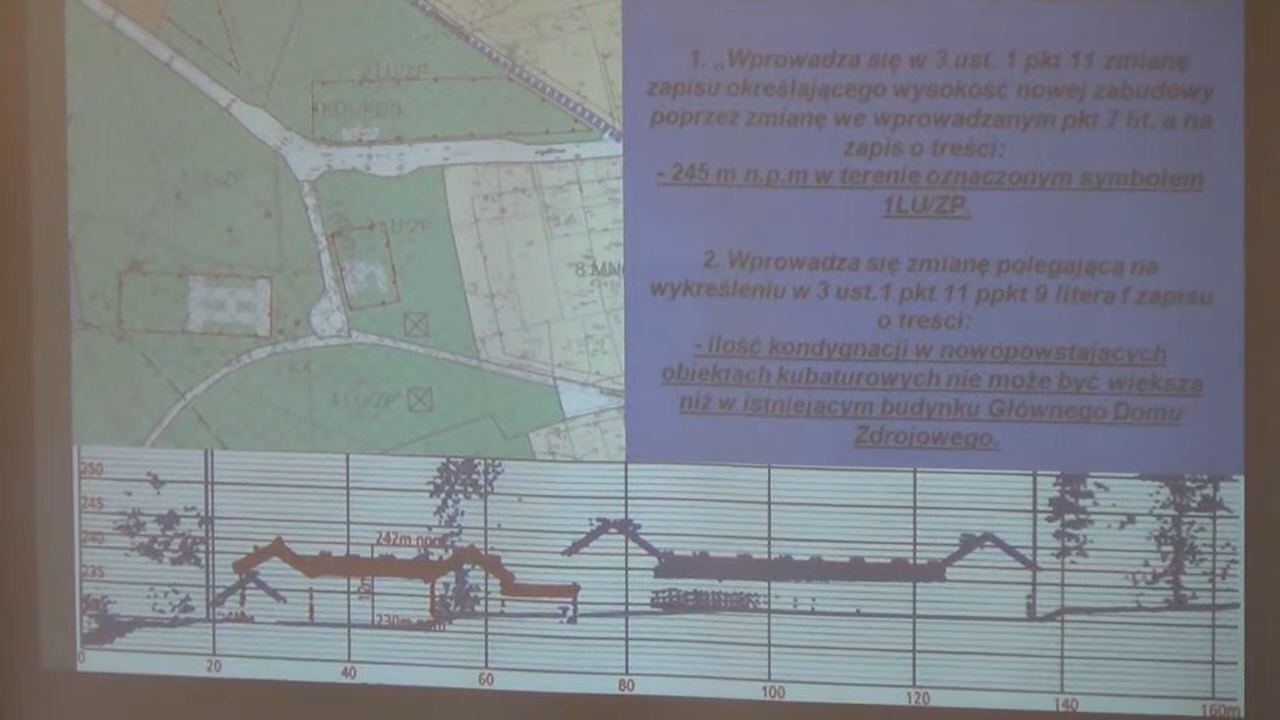 1. „Wprowadza się w 3 ust. 1 pkt 11 zmianę
zapisu określającego wysokość nowej zabudowy
poprzez zmianę we wprowadzanym pkt 7 lit. a na
zapis o treści:
- 245 m n.p.m w terenie oznaczonym symbolem
1LU/ZP.
2. Wprowadza się zmianę polegającą na
wykreśleniu w 3 ust.1 pkt 11 ppkt 9 litera f zapisu
o treści:
- ilość kondygnacji w nowopowstających
obiektach kubaturowych nie może być większa
niż w istniejącym budynku Głównego Domu
Zdrojowego.
2LU/ZP
4LU/ZP
250
245
240
235
242m npm
230m npm
0
20
40
60
80
100
120
140
160m